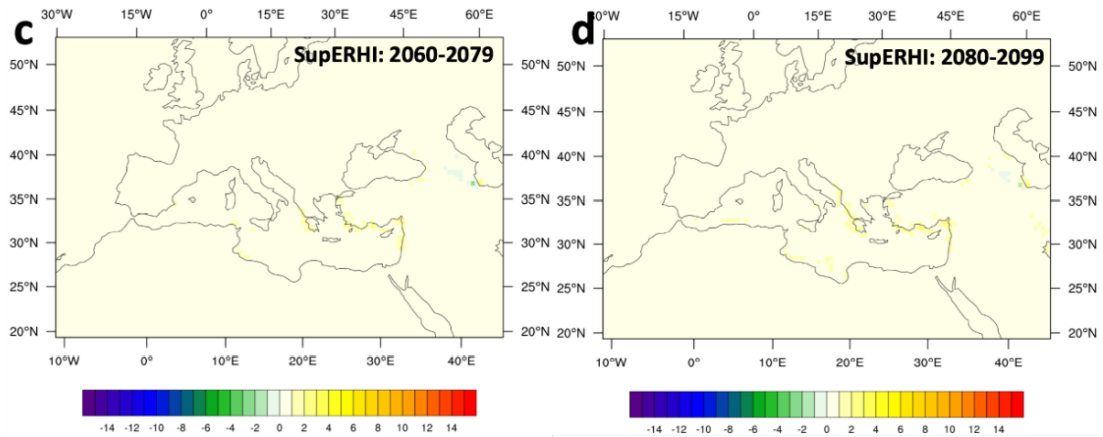 c
30°W 15°W 0° 15°E 30°E 45°E 60°E
SupERHI: 2060-2079
50°N 50°N
45°N 45°N
40°N 40°N
35°N 35°N
30°N 30°N
25°N 25°N
20°N 20°N
10°W 0° 10°E 20°E 30°E 40°E
-14 -12 -10 -8 -6 -4 -2 0 2 4 6 8 10 12 14
d
30°W 15°W 0° 15°E 30°E 45°E 60°E
SupERHI: 2080-2099
50°N 50°N
45°N 45°N
40°N 40°N
35°N 35°N
30°N 30°N
25°N 25°N
20°N 20°N
10°W 0° 10°E 20°E 30°E 40°E
-14 -12 -10 -8 -6 -4 -2 0 2 4 6 8 10 12 14